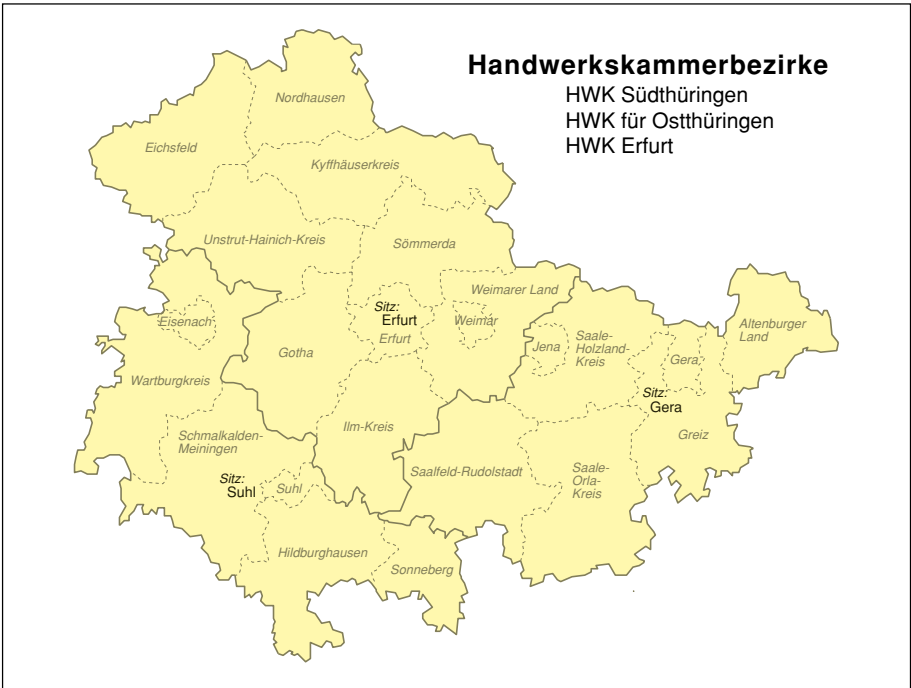 Handwerkskammerbezirke
HWK Südthüringen
HWK für Ostthüringen
HWK Erfurt
Nordhausen
Eichsfeld
Kyffhäuserkreis
Unstrut-Hainich-Kreis
Sömmerda
Weimarer Land
Sitz:
Erfurt
Erfurt
Weimar
Eisenach
Gotha
Jena
Saale-
Holzland-
Kreis
Gera
Altenburger
Land
Wartburgkreis
Sitz:
Gera
Greiz
Ilm-Kreis
Schmalkalden-
Meiningen
Saalfeld-Rudolstadt
Saale-
Orla-
Kreis
Sitz:
Suhl
Suhl
Hildburghausen
Sonneberg